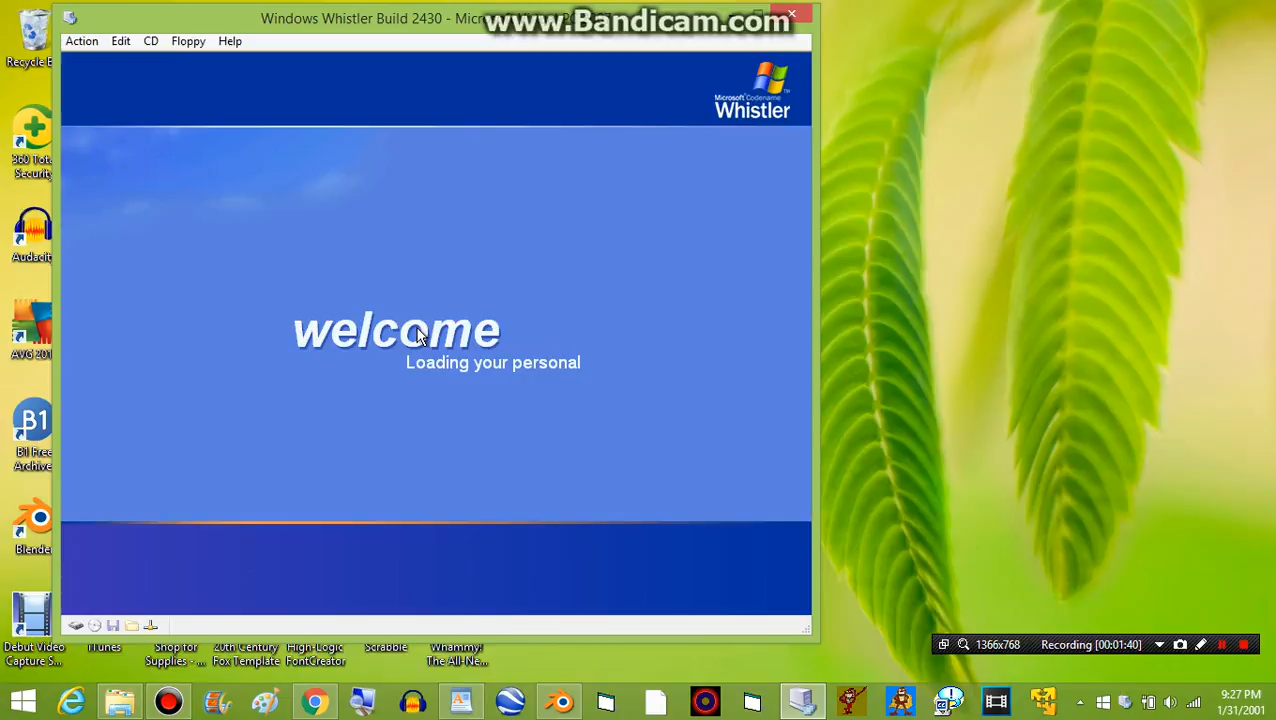 Windows Whistler Build 2430 - Micr
www.Bandicam.com
Action Edit CD Floppy Help
Microsoft Codename
Whistler
welcome
Loading your personal
Recycle B
360 Tot
Security
Audacit
AVG 201
B1
B1 Free
Archive
Blende
Debut Video
Capture S...
iTunes
Shop for
Supplies - ...
20th Century
Fox Template
High-Logic
FontCreator
Scrabble
Whammy!
The All-Ne...
1366x768 Recording [00:01:40]
9:27 PM
1/31/2001